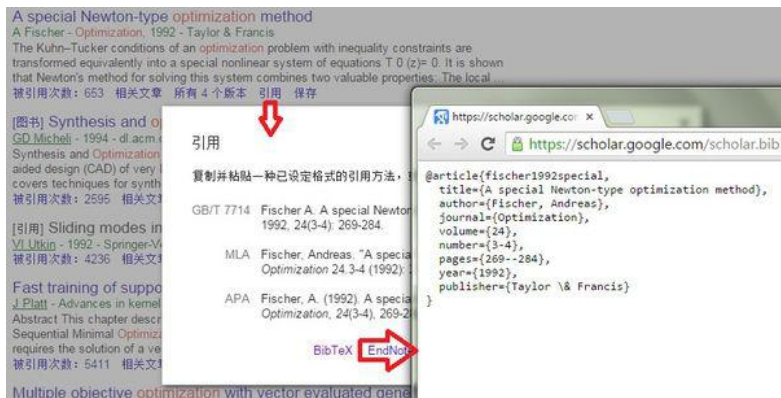 A special Newton-type optimization method
A Fischer - Optimization, 1992 - Taylor & Francis
The Kuhn–Tucker conditions of an optimization problem with inequality constraints are
transformed equivalently into a special nonlinear system of equations T 0 (z)= 0. It is shown
that Newton's method for solving this system combines two valuable properties: The local ...
被引用次数：653 相关文章 所有 4 个版本 引用 保存
[图书] Synthesis and
GD Micheli - 1994 - dl.acm.
Synthesis and Optimization
aided design (CAD) of very
covers techniques for synth
被引用次数：2595 相关文
[引用] Sliding modes in
VI Utkin - 1992 - Springer-V
被引用次数：4236 相关文
Fast training of suppo
J Platt - Advances in kernel
Abstract This chapter descr
Sequential Minimal Optimiz
requires the solution of a ve
被引用次数：5411 相关文
Multiple objective optimization with vector evaluated gene
引用
复制并粘贴一种已设定格式的引用方法，
GB/T 7714 Fischer A. A special Newton
1992, 24(3-4): 269-284.
MLA Fischer, Andreas. "A specia
Optimization 24.3-4 (1992):
APA Fischer, A. (1992). A specia
Optimization, 24(3-4), 269-2
BibTeX EndNot
https://scholar.google.co x
https://scholar.google.com/scholar.bib
@article{fischer1992special,
title={A special Newton-type optimization method},
author={Fischer, Andreas},
journal={Optimization},
volume={24},
number={3-4},
pages={269--284},
year={1992},
publisher={Taylor \& Francis}
}